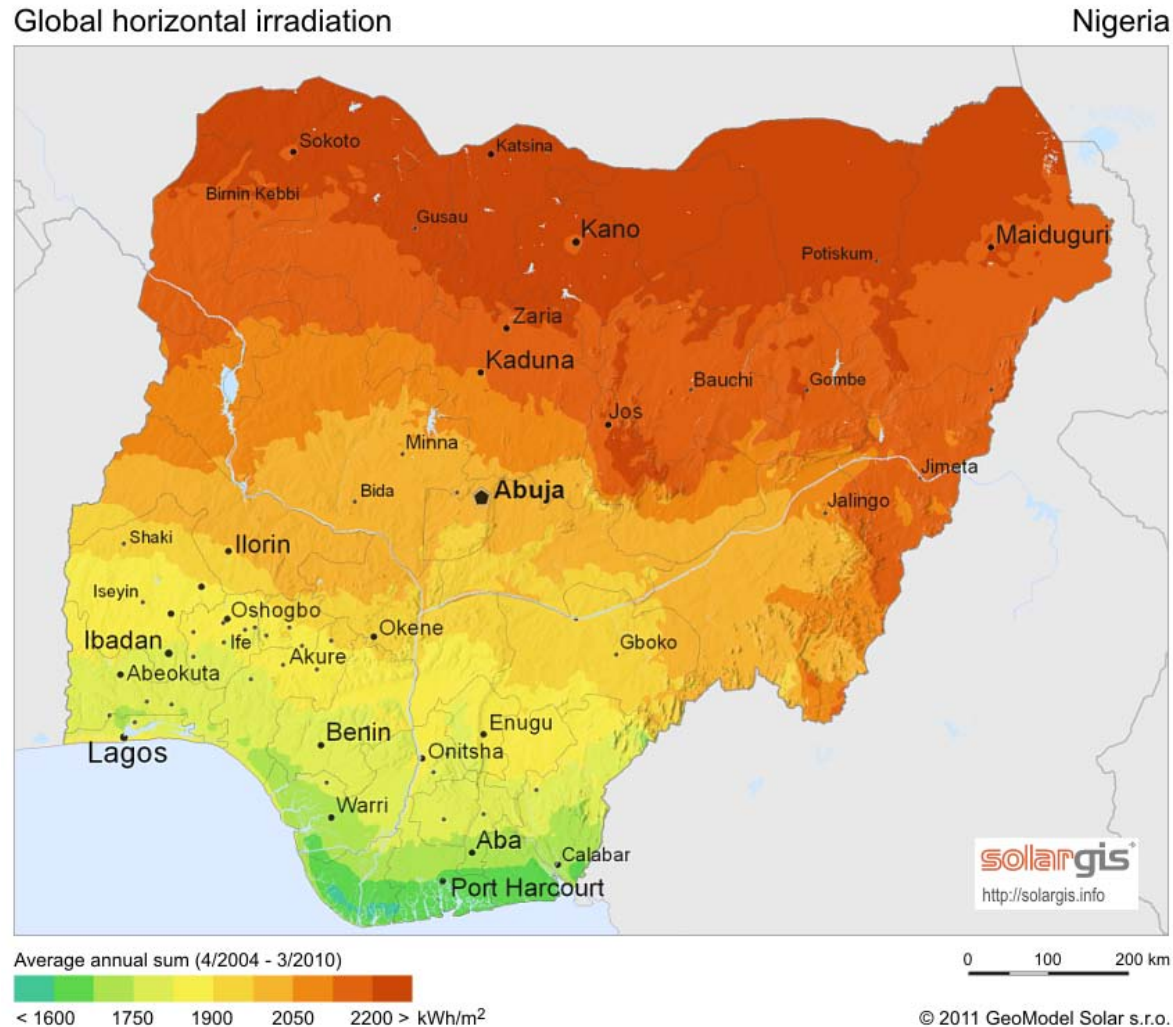 Global horizontal irradiation
Nigeria
Sokoto
Katsina
Birnin Kebbi
Gusau
Kano
Maiduguri
Potiskum
Zaria
Kaduna
Bauchi
Gombe
Jos
Minna
Jimeta
Bida
Abuja
Jalingo
Shaki
Ilorin
Iseyin
Oshogbo
Okene
Ibadan
Ife
Gboko
Akure
Abeokuta
Enugu
Benin
Lagos
Onitsha
Warri
Aba
Calabar
Port Harcourt
solargis
http://solargis.info
Average annual sum (4/2004 - 3/2010)
0 100 200 km
< 1600 1750 1900 2050 2200 > kWh/m²
© 2011 GeoModel Solar s.r.o.